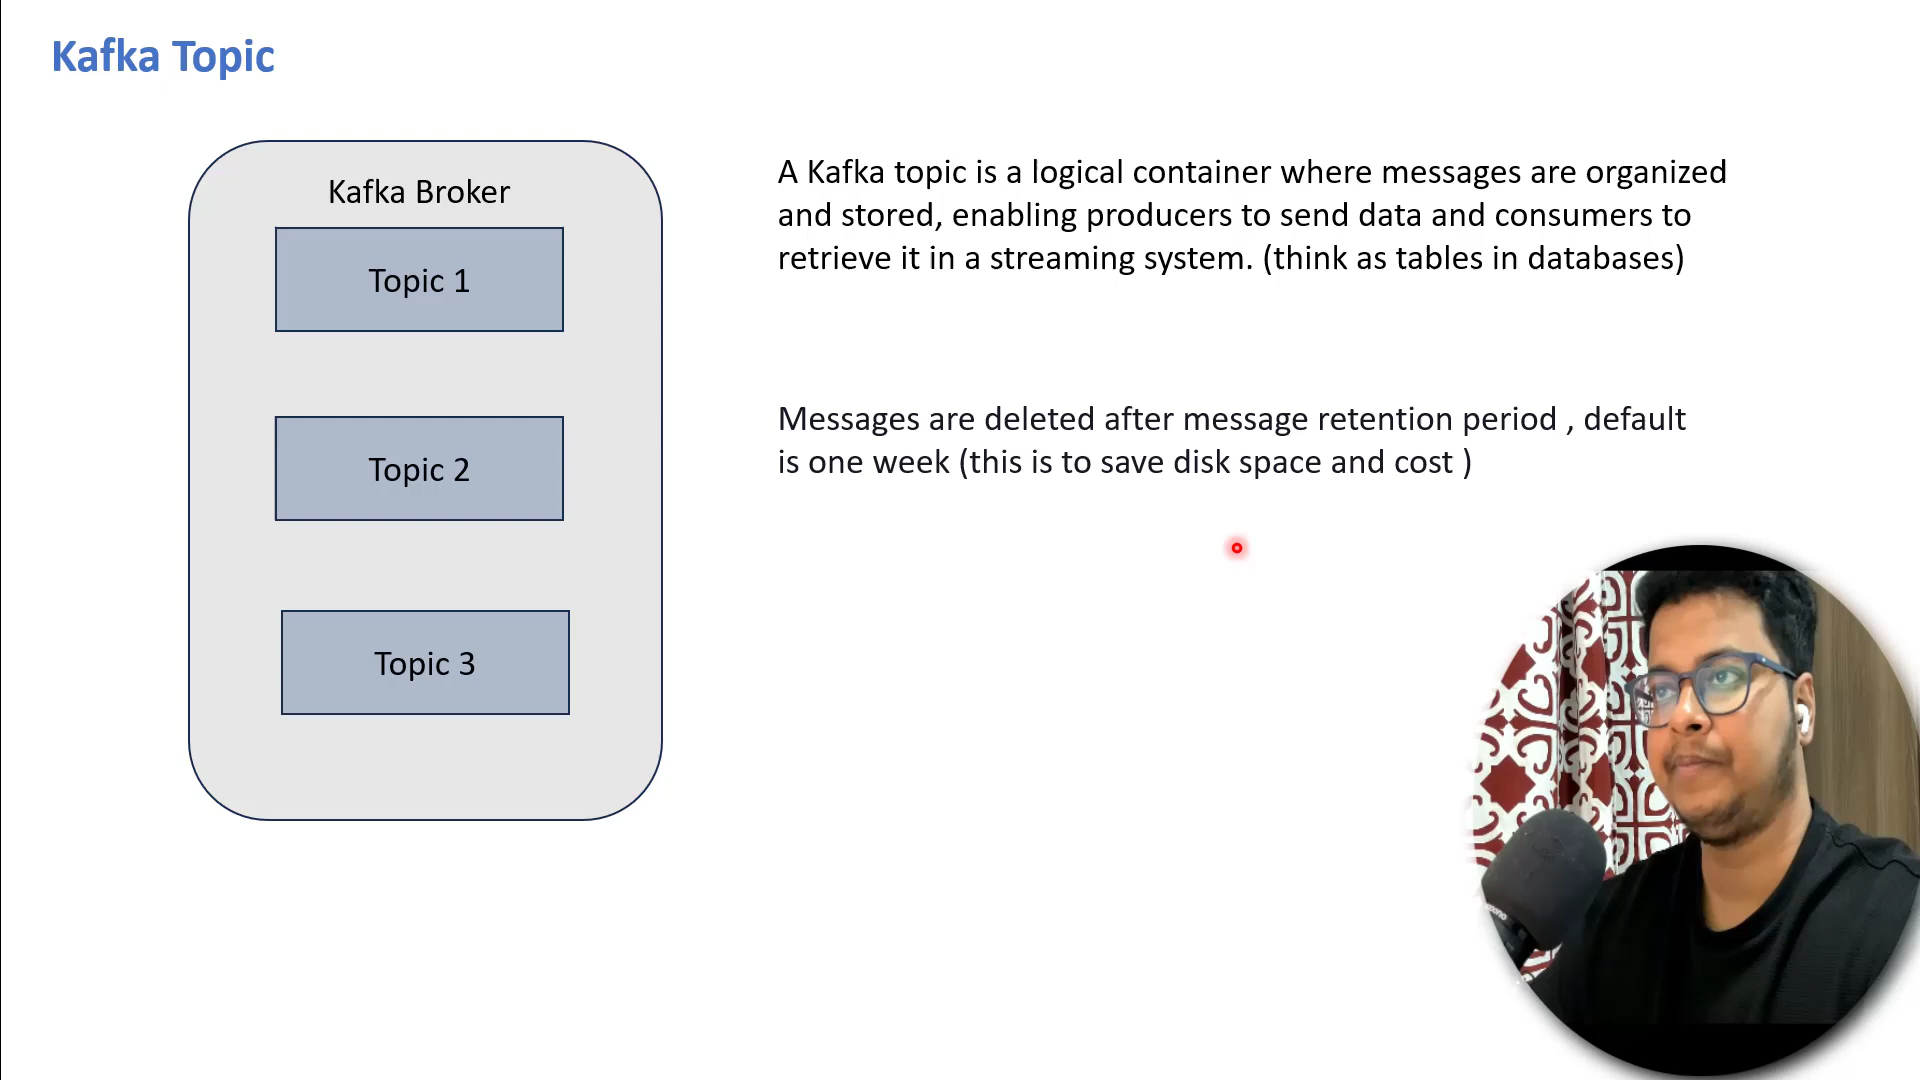 Kafka Topic
Kafka Broker
Topic 1
Topic 2
Topic 3
A Kafka topic is a logical container where messages are organized
and stored, enabling producers to send data and consumers to
retrieve it in a streaming system. (think as tables in databases)
Messages are deleted after message retention period , default
is one week (this is to save disk space and cost )